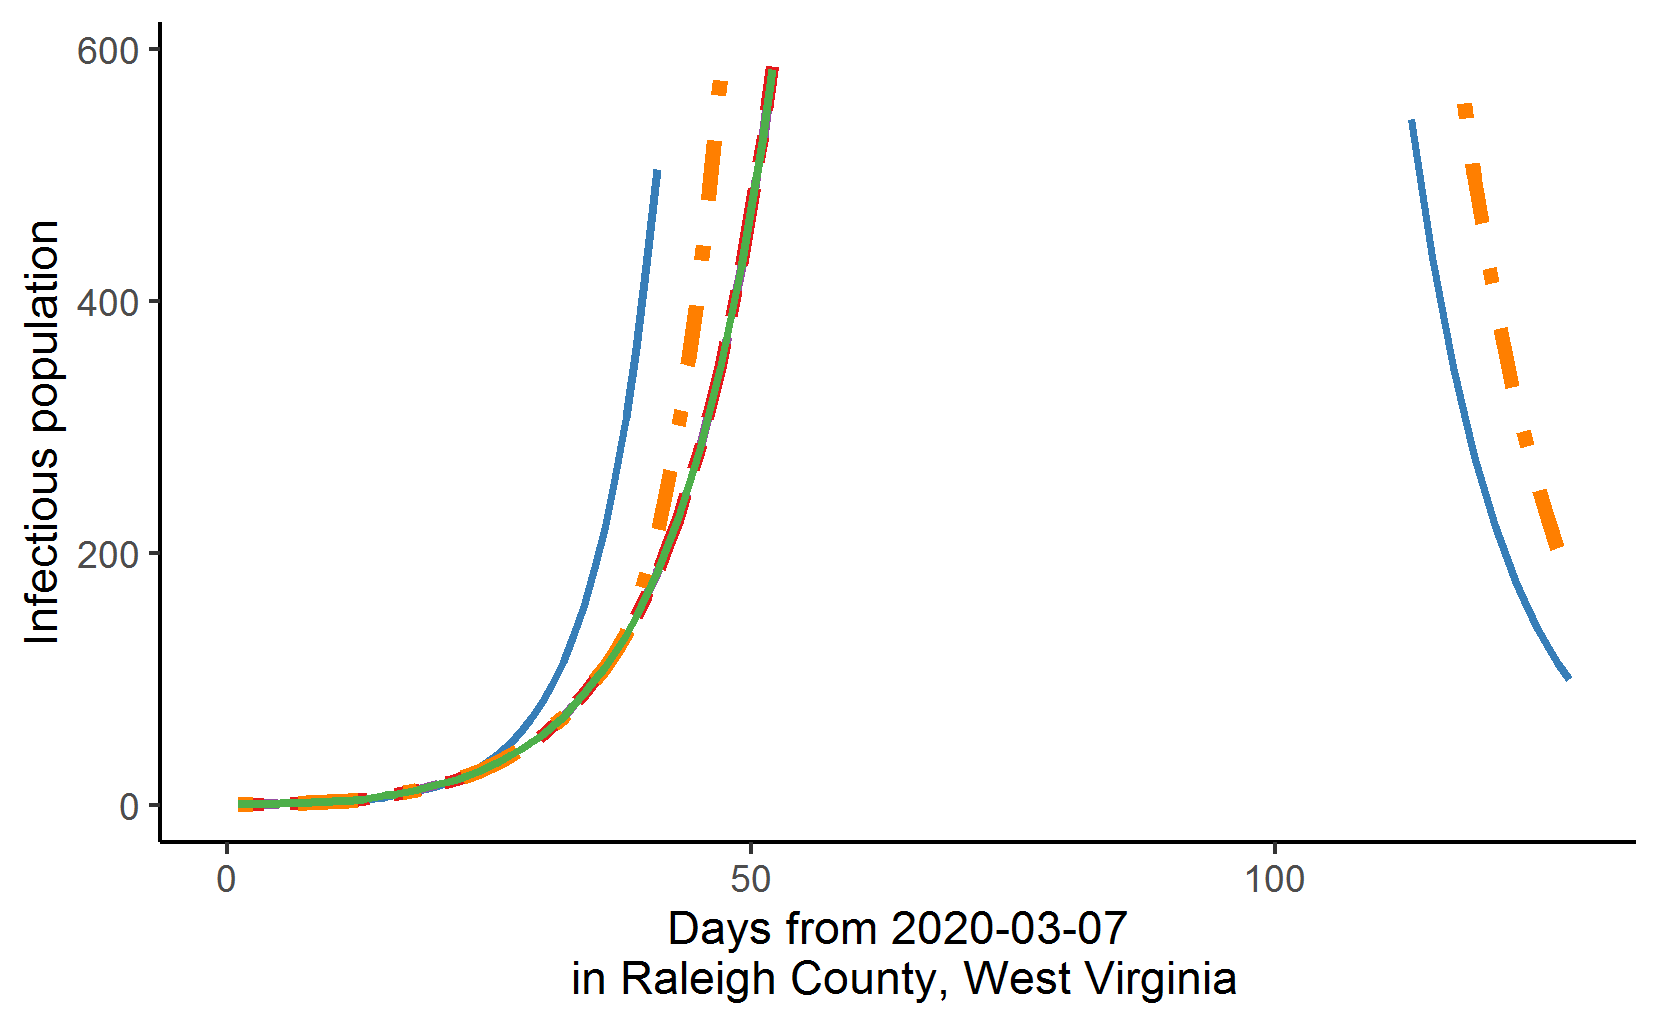 Infectious population
600
400
200
0
0 50 100
Days from 2020-03-07
in Raleigh County, West Virginia